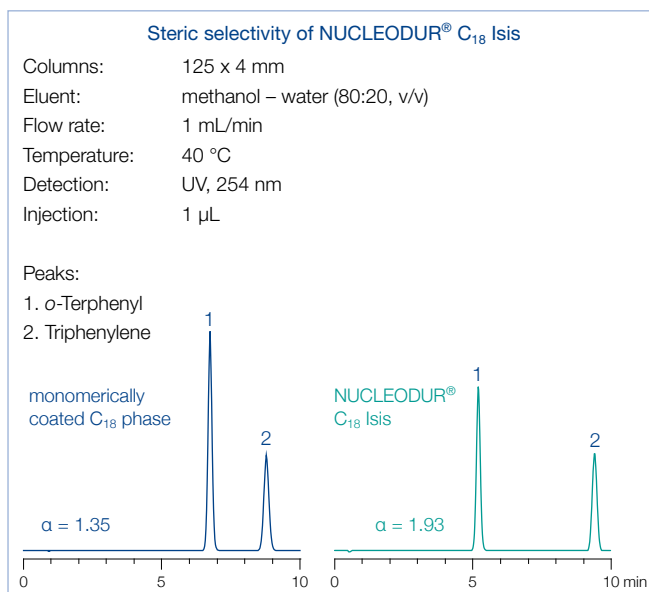 Steric selectivity of NUCLEODUR® C₁₈ Isis
Columns: 125 x 4 mm
Eluent: methanol – water (80:20, v/v)
Flow rate: 1 mL/min
Temperature: 40 °C
Detection: UV, 254 nm
Injection: 1 µL
Peaks:
1. o-Terphenyl
2. Triphenylene
monomerically
coated C₁₈ phase
1
2
α = 1.35
0 5 10
NUCLEODUR®
C₁₈ Isis
1
2
α = 1.93
0 5 10 min